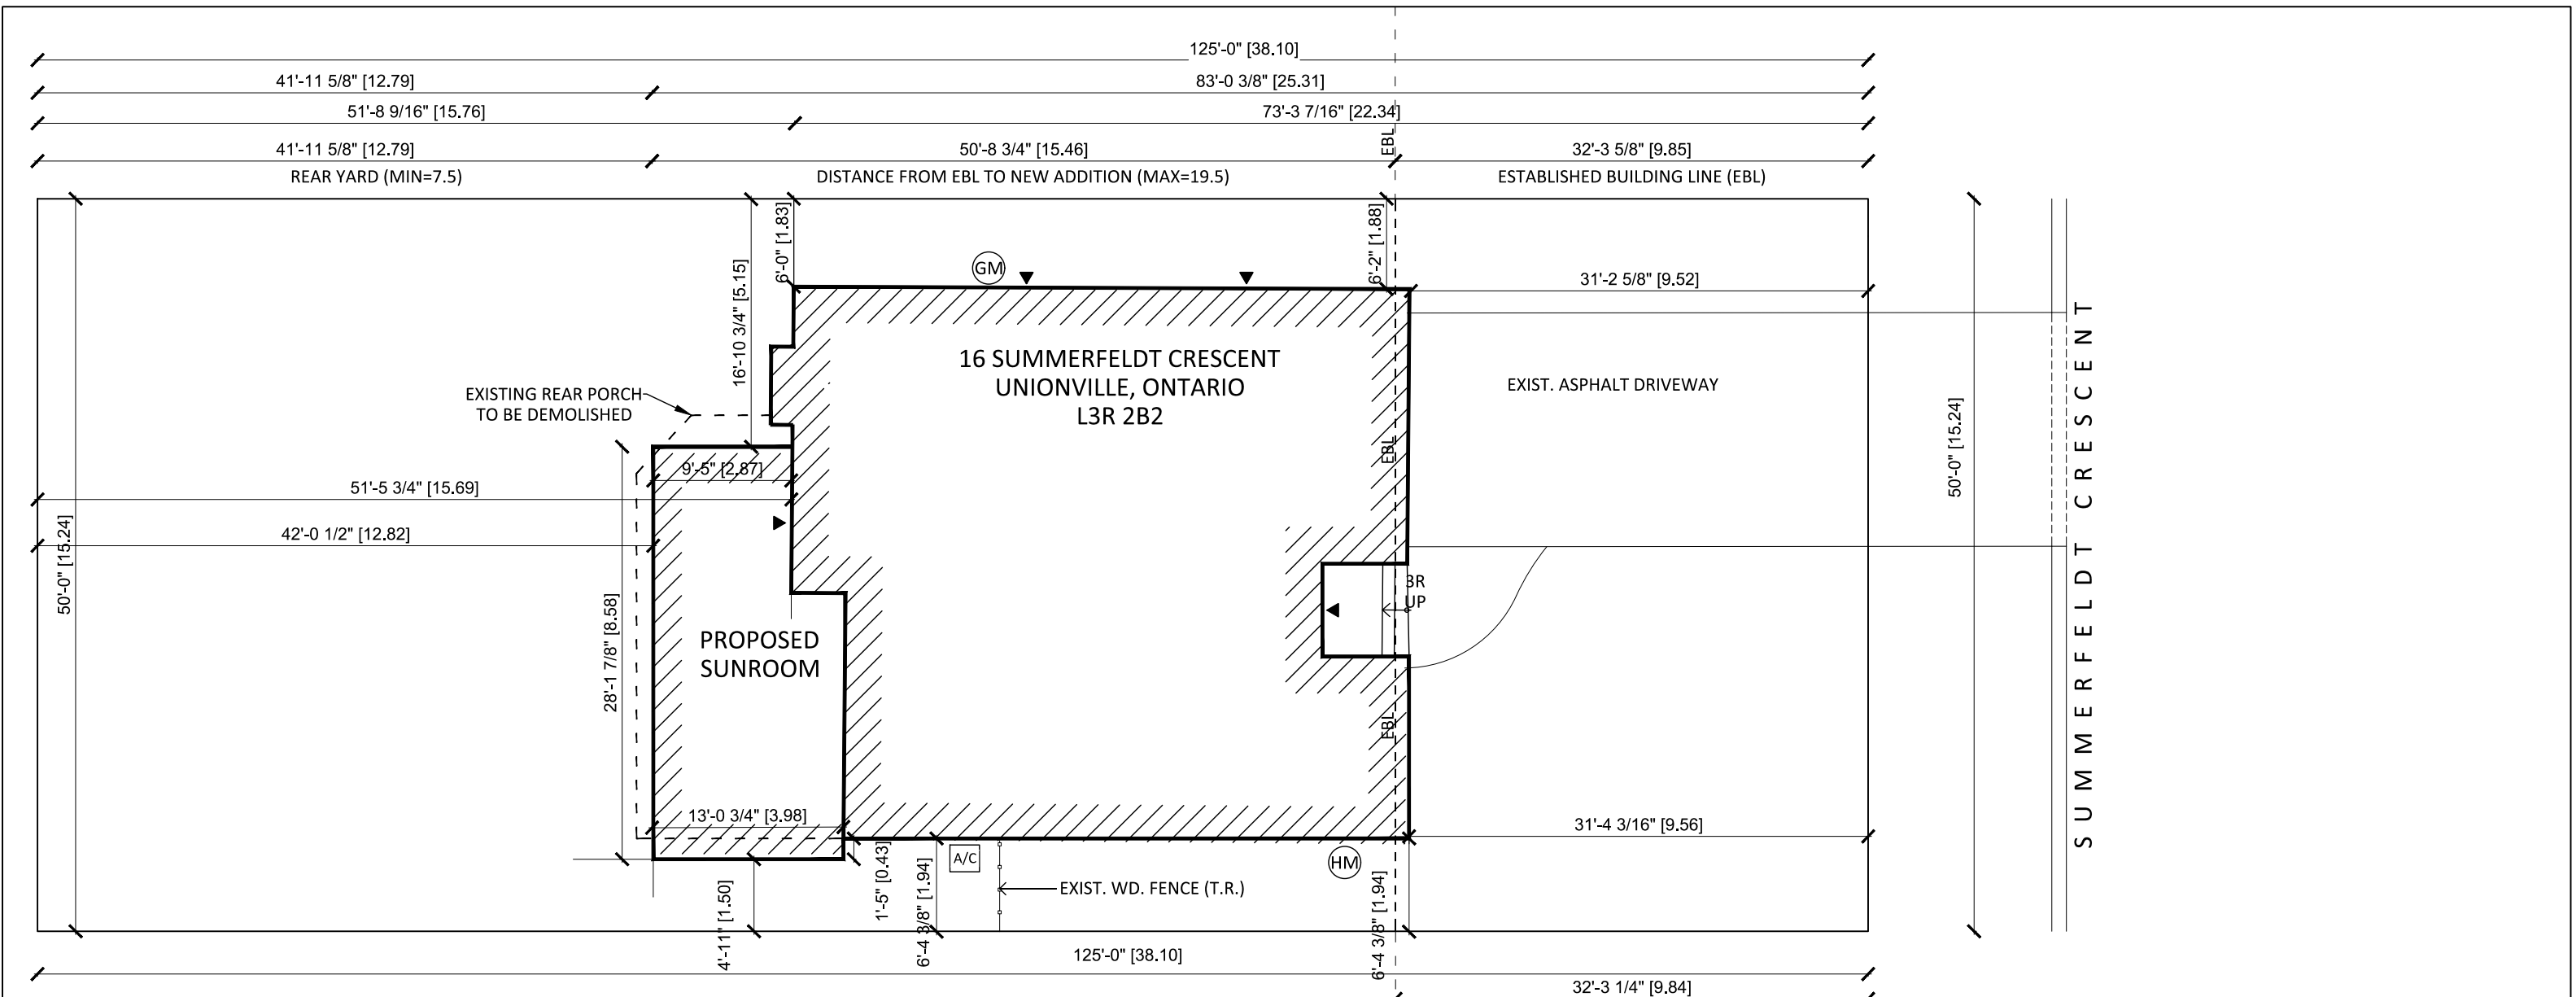 125'-0" [38.10]
41'-11 5/8" [12.79]
83'-0 3/8" [25.31]
51'-8 9/16" [15.76]
73'-3 7/16" [22.34]
41'-11 5/8" [12.79]
50'-8 3/4" [15.46]
EBL
32'-3 5/8" [9.85]
REAR YARD (MIN=7.5)
DISTANCE FROM EBL TO NEW ADDITION (MAX=19.5)
ESTABLISHED BUILDING LINE (EBL)
6'-0" [1.83]
6'-2" [1.88]
16'-10 3/4" [5.15]
GM
31'-2 5/8" [9.52]
16 SUMMERFELDT CRESCENT
UNIONVILLE, ONTARIO
L3R 2B2
EXISTING REAR PORCH
TO BE DEMOLISHED
EXIST. ASPHALT DRIVEWAY
50'-0" [15.24]
SUMMERFELDT CRESCENT
EBL
9'-5" [2.87]
51'-5 3/4" [15.69]
42'-0 1/2" [12.82]
50'-0" [15.24]
3R
UP
28'-1 7/8" [8.58]
PROPOSED
SUNROOM
EBL
13'-0 3/4" [3.98]
31'-4 3/16" [9.56]
A/C
HM
1'-5" [0.43]
EXIST. WD. FENCE (T.R.)
4'-11" [1.50]
6'-4 3/8" [1.94]
6'-4 3/8" [1.94]
125'-0" [38.10]
32'-3 1/4" [9.84]